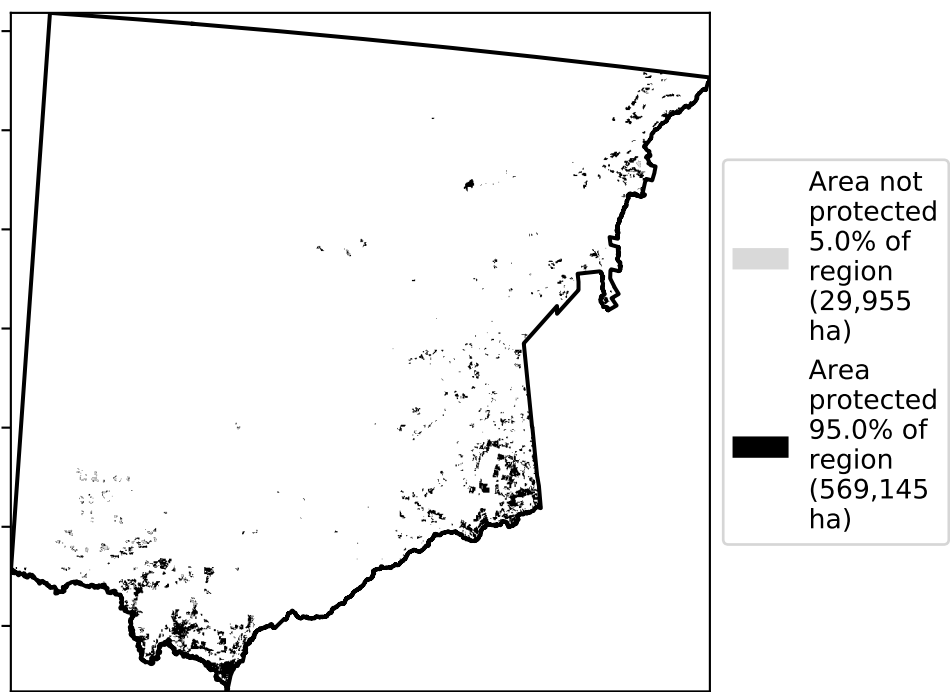 Area not
protected
5.0% of
region
(29,955
ha)
Area
protected
95.0% of
region
(569,145
ha)